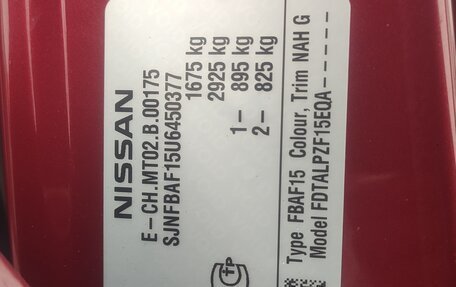 NISSAN
E-CH.MT02.B.00175
SJNFBAF15U6450377
1675 kg
2925 kg
1- 895 kg
2- 825 kg
Type FBAF15 Colour, Trim NAH G
Model FDTALPZF15EQA-----